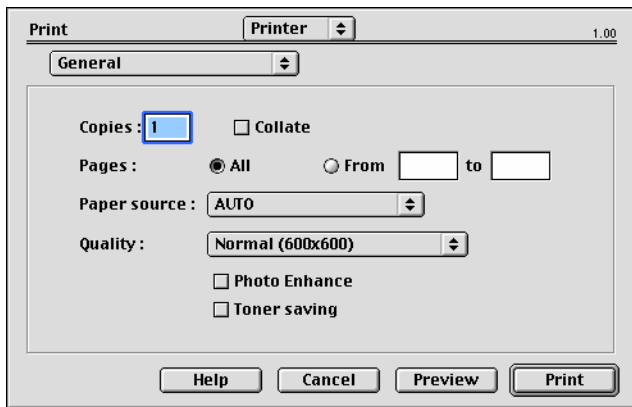 Print Printer 1.00
General
Copies : 1 Collate
Pages : All From to
Paper source : AUTO
Quality : Normal (600x600)
Photo Enhance
Toner saving
Help Cancel Preview Print